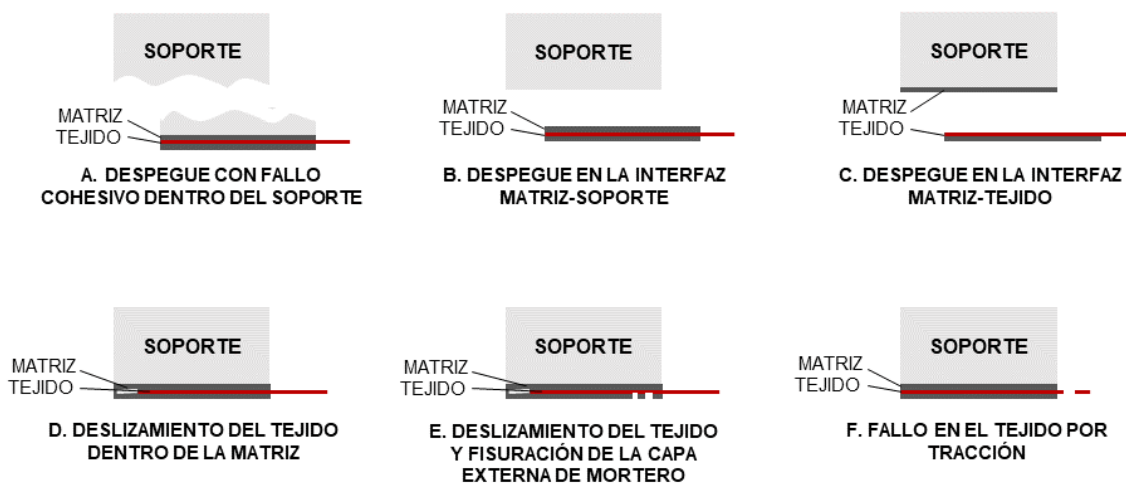 SOPORTE
MATRIZ
TEJIDO
A. DESPEGUE CON FALLO
COHESIVO DENTRO DEL SOPORTE
SOPORTE
MATRIZ
TEJIDO
B. DESPEGUE EN LA INTERFAZ
MATRIZ-SOPORTE
SOPORTE
MATRIZ
TEJIDO
C. DESPEGUE EN LA INTERFAZ
MATRIZ-TEJIDO
SOPORTE
MATRIZ
TEJIDO
D. DESLIZAMIENTO DEL TEJIDO
DENTRO DE LA MATRIZ
SOPORTE
MATRIZ
TEJIDO
E. DESLIZAMIENTO DEL TEJIDO
Y FISURACIÓN DE LA CAPA
EXTERNA DE MORTERO
SOPORTE
MATRIZ
TEJIDO
F. FALLO EN EL TEJIDO POR
TRACCIÓN